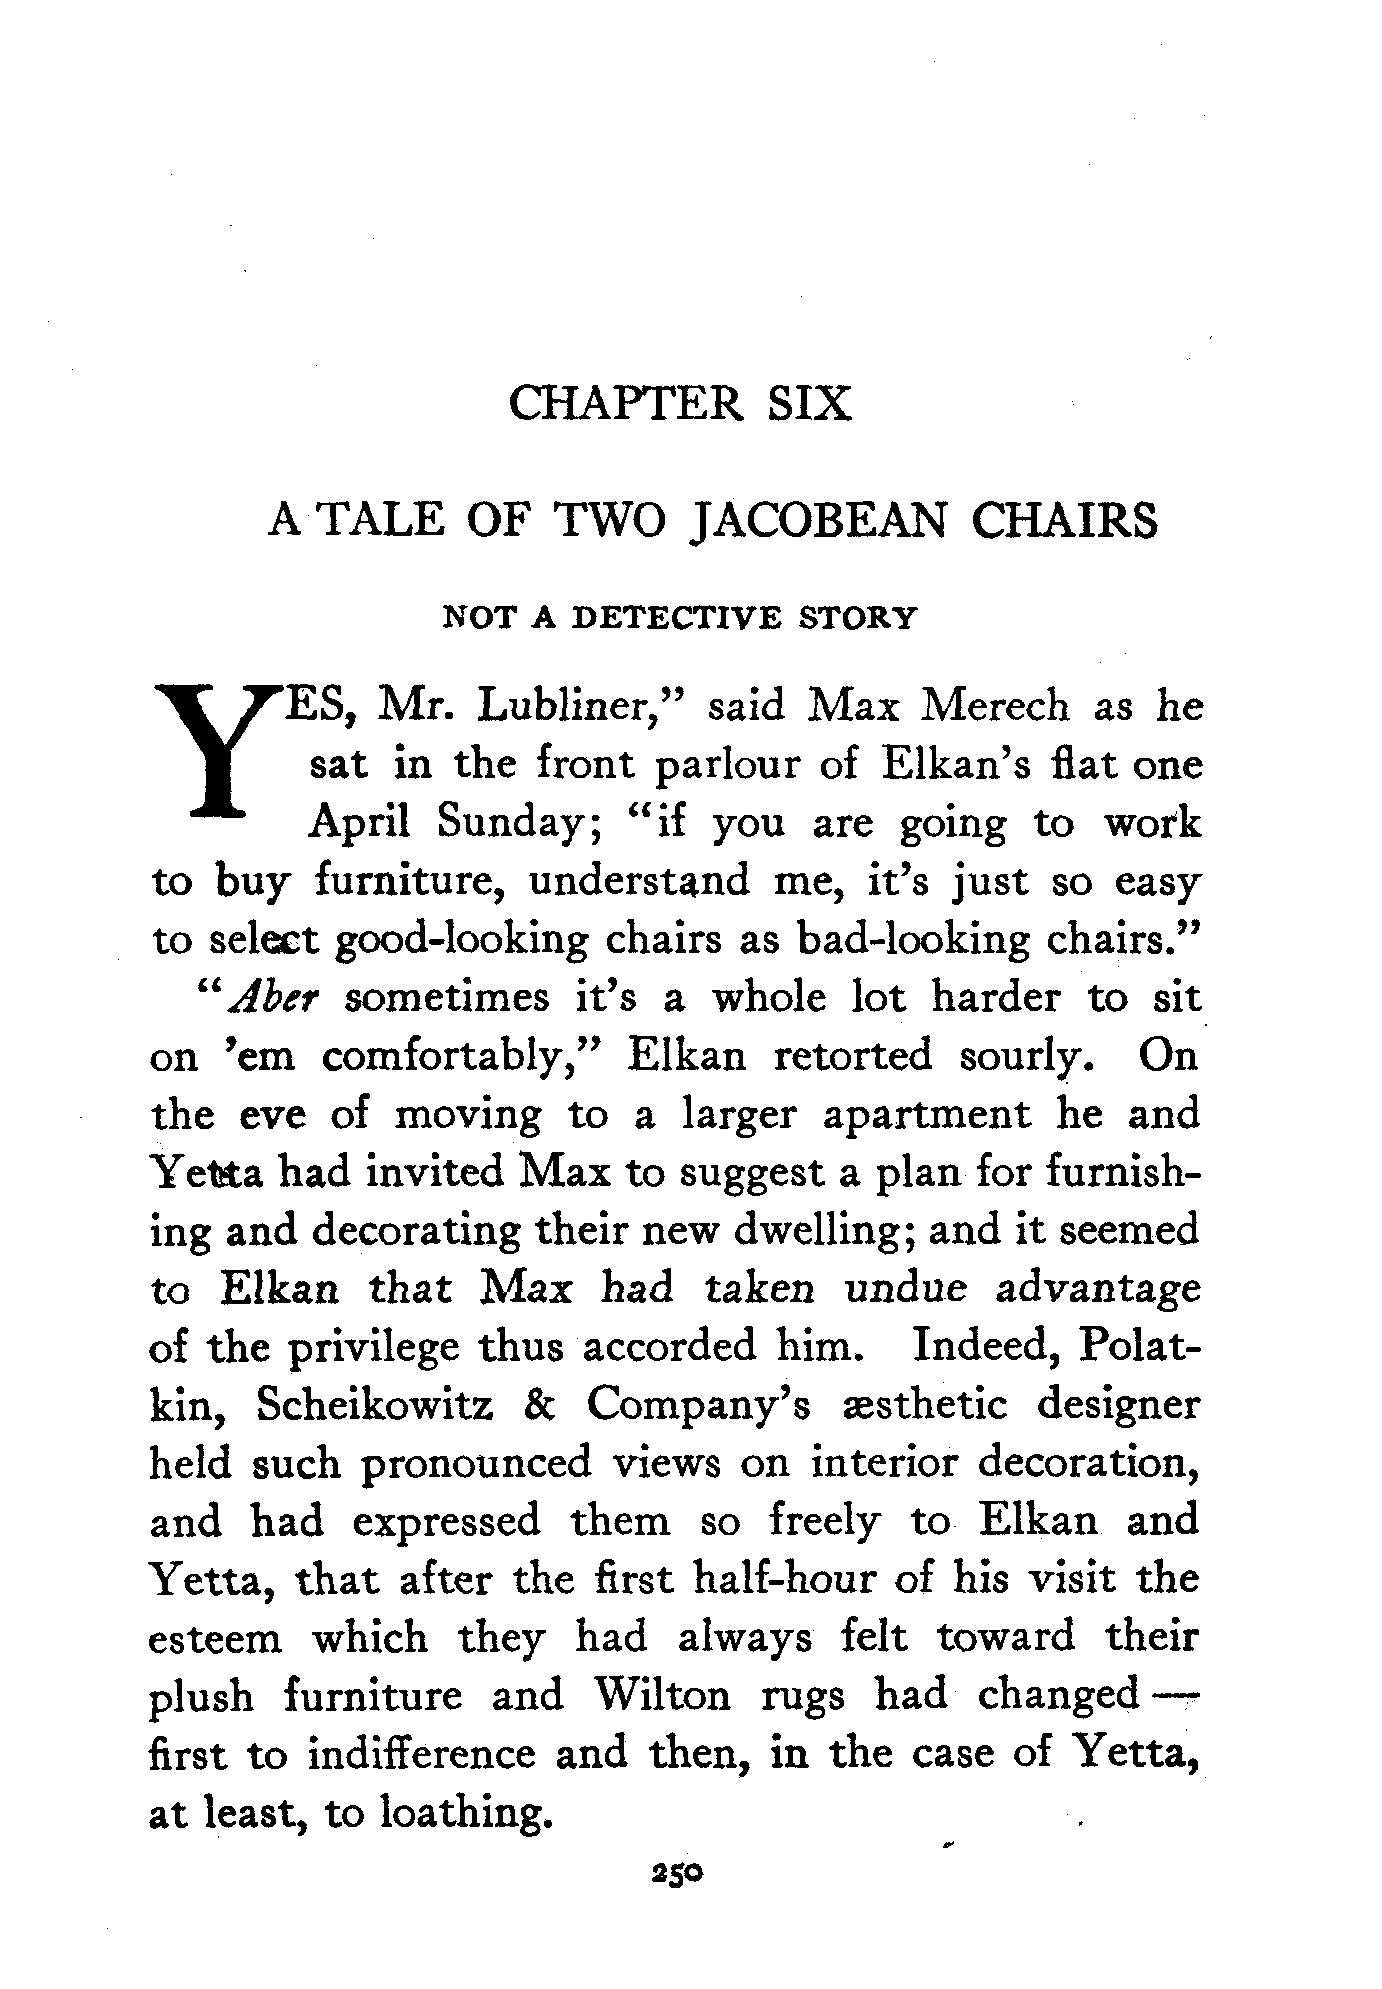 CHAPTER SIX
A TALE OF TWO JACOBEAN CHAIRS
NOT A DETECTIVE STORY
YES, Mr. Lubliner,” said Max Merech as he
sat in the front parlour of Elkan’s flat one
April Sunday; “if you are going to work
to buy furniture, understand me, it’s just so easy
to select good-looking chairs as bad-looking chairs.”
“Aber sometimes it’s a whole lot harder to sit
on ’em comfortably,” Elkan retorted sourly. On
the eve of moving to a larger apartment he and
Yetta had invited Max to suggest a plan for furnish-
ing and decorating their new dwelling; and it seemed
to Elkan that Max had taken undue advantage
of the privilege thus accorded him. Indeed, Polat-
kin, Scheikowitz & Company’s æsthetic designer
held such pronounced views on interior decoration,
and had expressed them so freely to Elkan and
Yetta, that after the first half-hour of his visit the
esteem which they had always felt toward their
plush furniture and Wilton rugs had changed —
first to indifference and then, in the case of Yetta,
at least, to loathing.
250